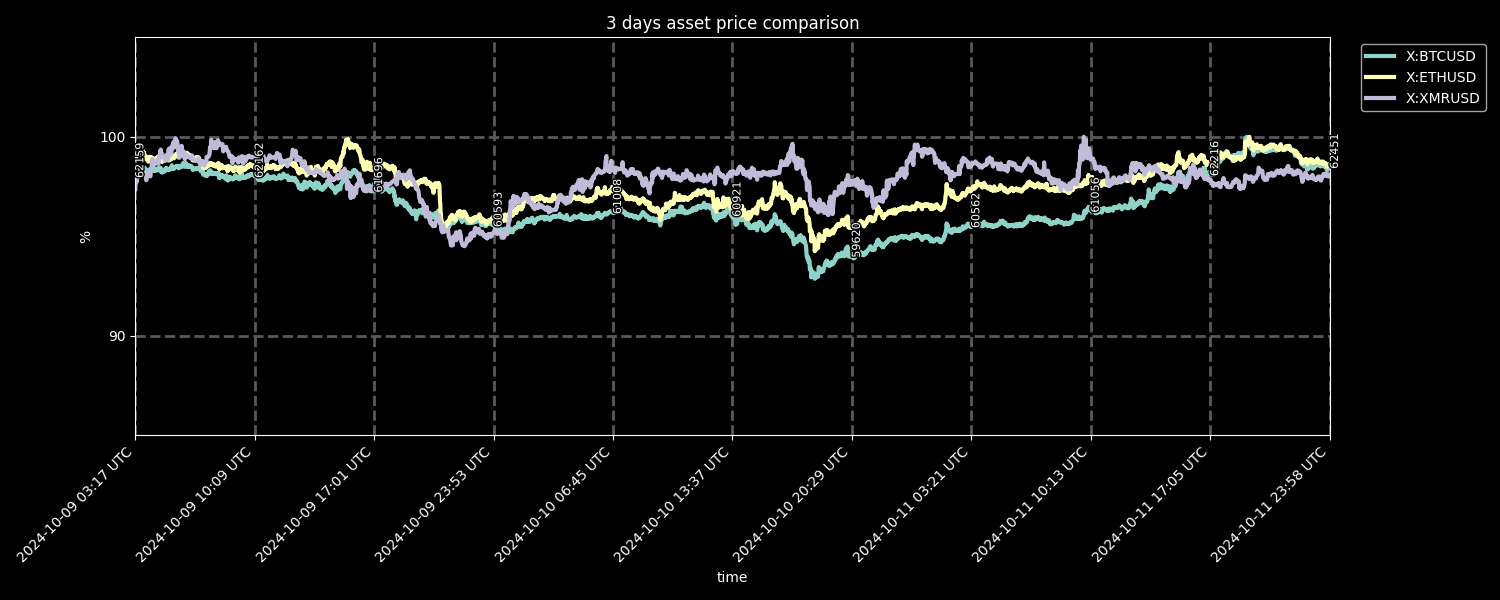 3 days asset price comparison
X:BTCUSD
X:ETHUSD
X:XMRUSD
100
90
%
62159
62162
61696
60593
61008
60921
59620
60562
61056
62216
62451
2024-10-09 03:17 UTC
2024-10-09 10:09 UTC
2024-10-09 17:01 UTC
2024-10-09 23:53 UTC
2024-10-10 06:45 UTC
2024-10-10 13:37 UTC
2024-10-10 20:29 UTC
2024-10-11 03:21 UTC
2024-10-11 10:13 UTC
2024-10-11 17:05 UTC
2024-10-11 23:58 UTC
time